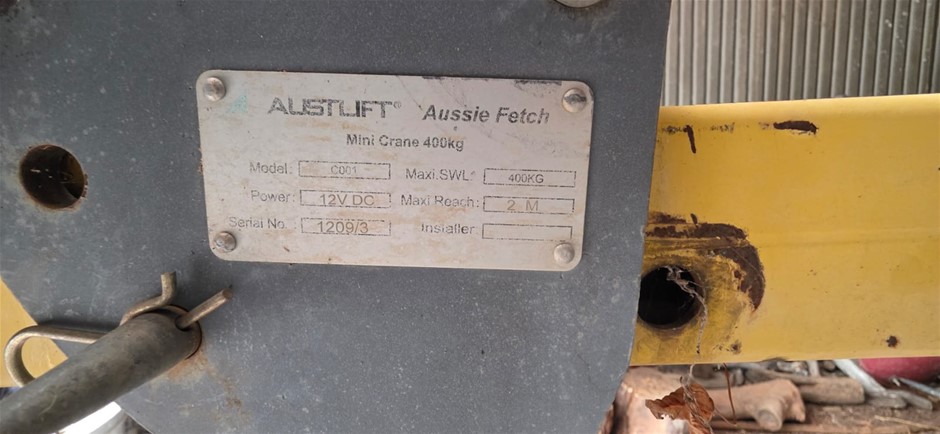 AUSTLIFT® Aussie Fetch
Mini Crane 400kg
Model: C001 Maxi.SWL: 400KG
Power: 12V DC Maxi Reach: 2 M
Serial No. 1209/3 Installer: